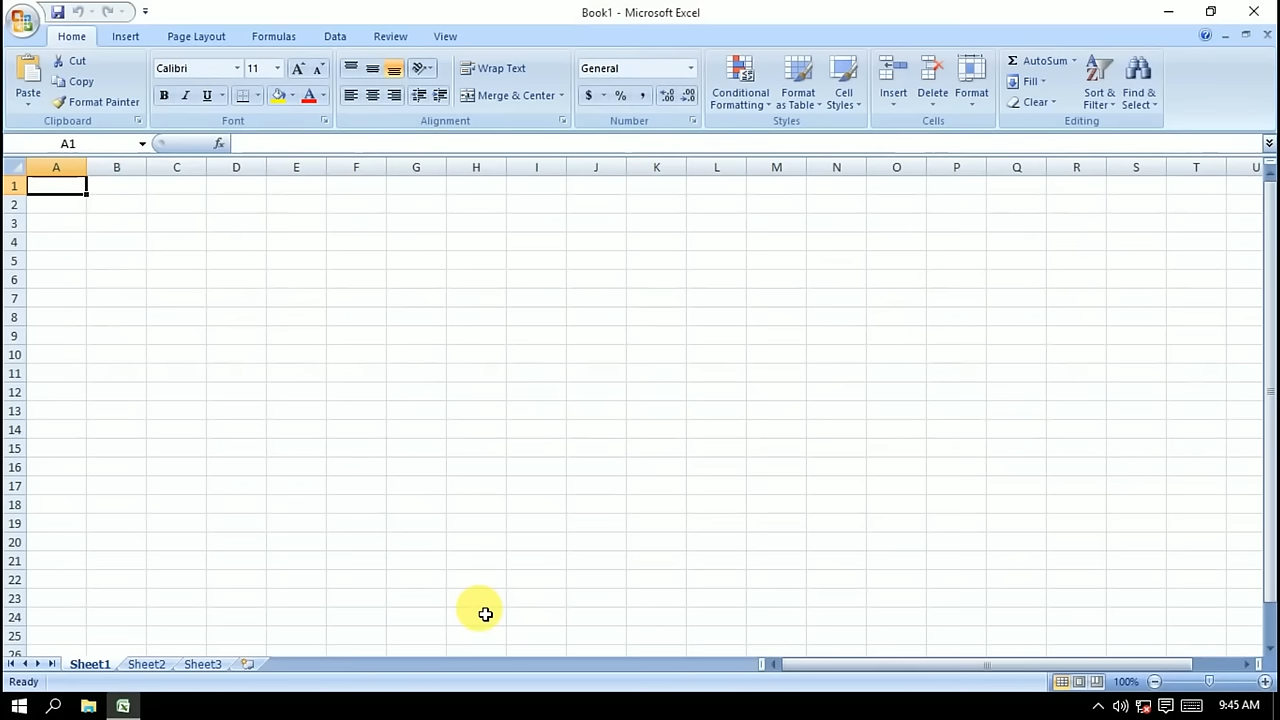 Book1 - Microsoft Excel
Home Insert Page Layout Formulas Data Review View
Paste
Cut
Copy
Format Painter
Clipboard
Calibri 11
B I U
Font
Wrap Text
Merge & Center
Alignment
General
$ % ,
Number
Conditional Formatting
Format as Table
Cell Styles
Styles
Insert
Delete
Format
Cells
AutoSum
Fill
Clear
Sort & Filter
Find & Select
Editing
A1 fx
A B C D E F G H I J K L M N O P Q R S T U
1
2
3
4
5
6
7
8
9
10
11
12
13
14
15
16
17
18
19
20
21
22
23
24
25
26
Sheet1 Sheet2 Sheet3
Ready 100%
9:45 AM